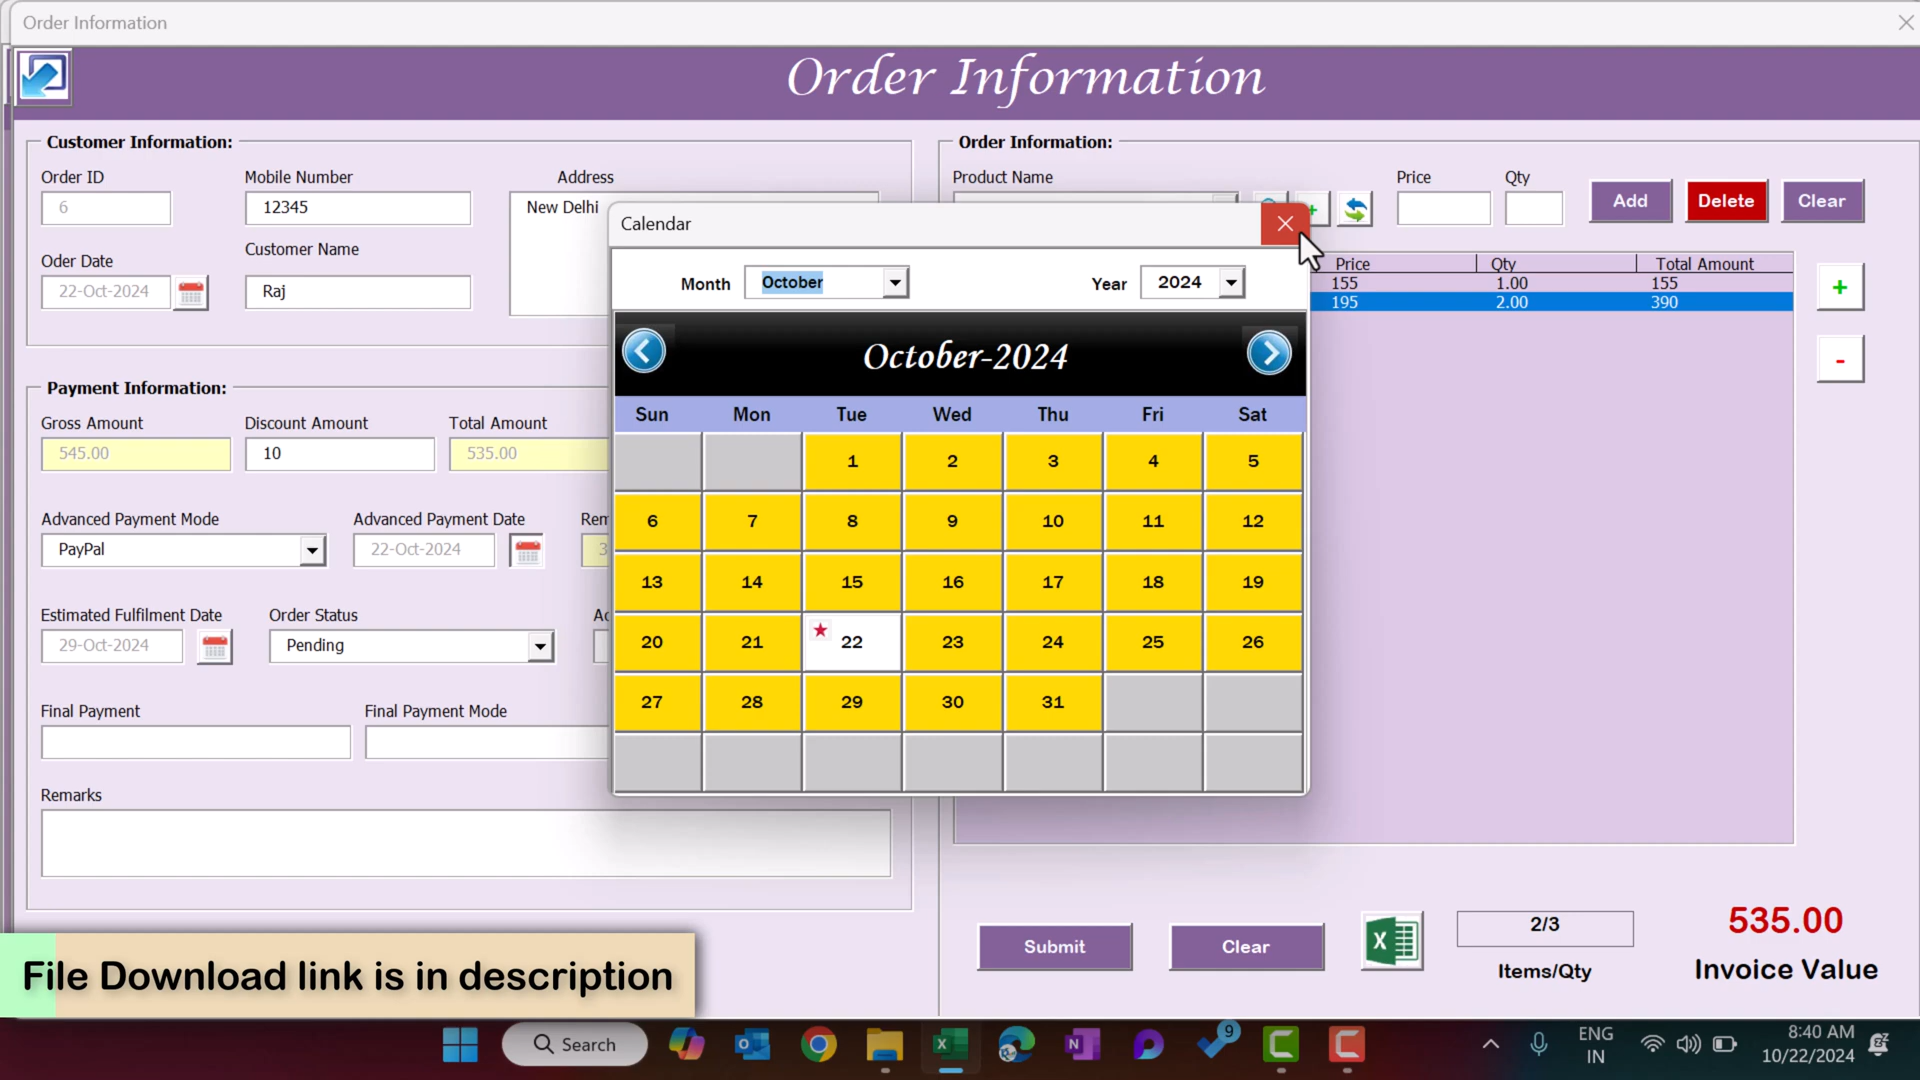 Order Information
Order Information
Customer Information:
Order ID
Mobile Number
Address
6
12345
New Delhi
Oder Date
Customer Name
22-Oct-2024
Raj
Payment Information:
Gross Amount
Discount Amount
Total Amount
545.00
10
535.00
Advanced Payment Mode
Advanced Payment Date
Rem
PayPal
22-Oct-2024
3
Estimated Fulfilment Date
Order Status
29-Oct-2024
Pending
Final Payment
Final Payment Mode
Remarks
Order Information:
Product Name
Price
Qty
Add
Delete
Clear
Price
Qty
Total Amount
155
1.00
155
195
2.00
390
+
-
Calendar
Month
October
Year
2024
October-2024
Sun Mon Tue Wed Thu Fri Sat
1 2 3 4 5
6 7 8 9 10 11 12
13 14 15 16 17 18 19
20 21 22 23 24 25 26
27 28 29 30 31
Submit
Clear
2/3
Items/Qty
535.00
Invoice Value
File Download link is in description
Search
9
ENG
IN
8:40 AM
10/22/2024